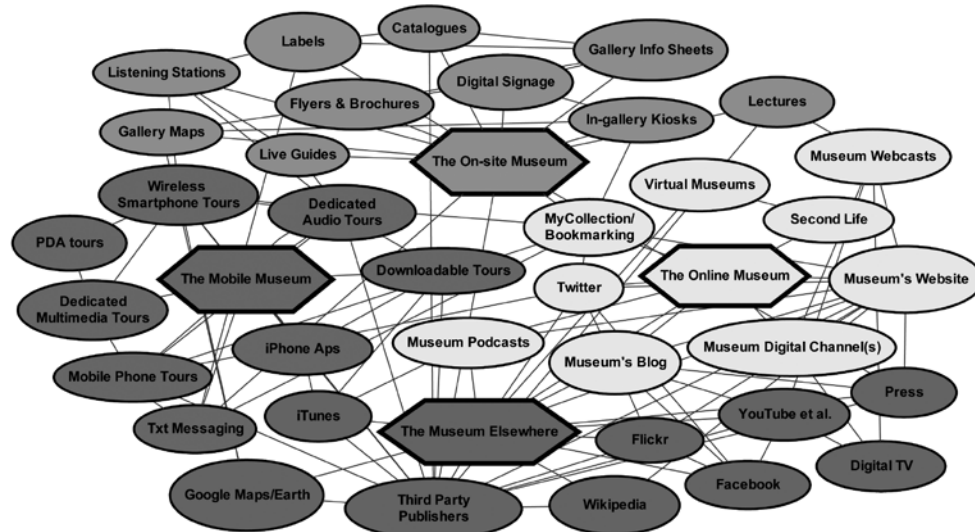 Catalogues
Labels
Gallery Info Sheets
Listening Stations
Digital Signage
Flyers & Brochures
Lectures
In-gallery Kiosks
Gallery Maps
Live Guides
The On-site Museum
Museum Webcasts
Virtual Museums
Wireless
Smartphone Tours
Dedicated
Audio Tours
MyCollection/
Bookmarking
Second Life
PDA tours
The Mobile Museum
Downloadable Tours
Twitter
The Online Museum
Museum's Website
Dedicated
Multimedia Tours
iPhone Aps
Museum Podcasts
Museum's Blog
Museum Digital Channel(s)
Mobile Phone Tours
Press
iTunes
YouTube et al.
Txt Messaging
The Museum Elsewhere
Flickr
Digital TV
Facebook
Google Maps/Earth
Third Party
Publishers
Wikipedia